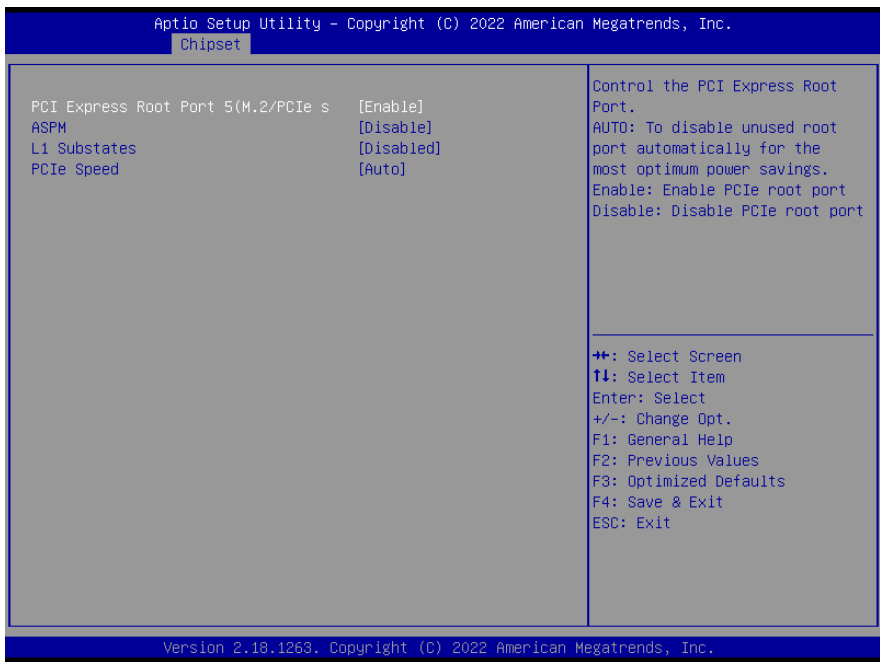 Aptio Setup Utility – Copyright (C) 2022 American Megatrends, Inc.
Chipset
PCI Express Root Port 5(M.2/PCIe s [Enable]
ASPM [Disable]
L1 Substates [Disabled]
PCIe Speed [Auto]
Control the PCI Express Root
Port.
AUTO: To disable unused root
port automatically for the
most optimum power savings.
Enable: Enable PCIe root port
Disable: Disable PCIe root port
→←: Select Screen
↑↓: Select Item
Enter: Select
+/-: Change Opt.
F1: General Help
F2: Previous Values
F3: Optimized Defaults
F4: Save & Exit
ESC: Exit
Version 2.18.1263. Copyright (C) 2022 American Megatrends, Inc.